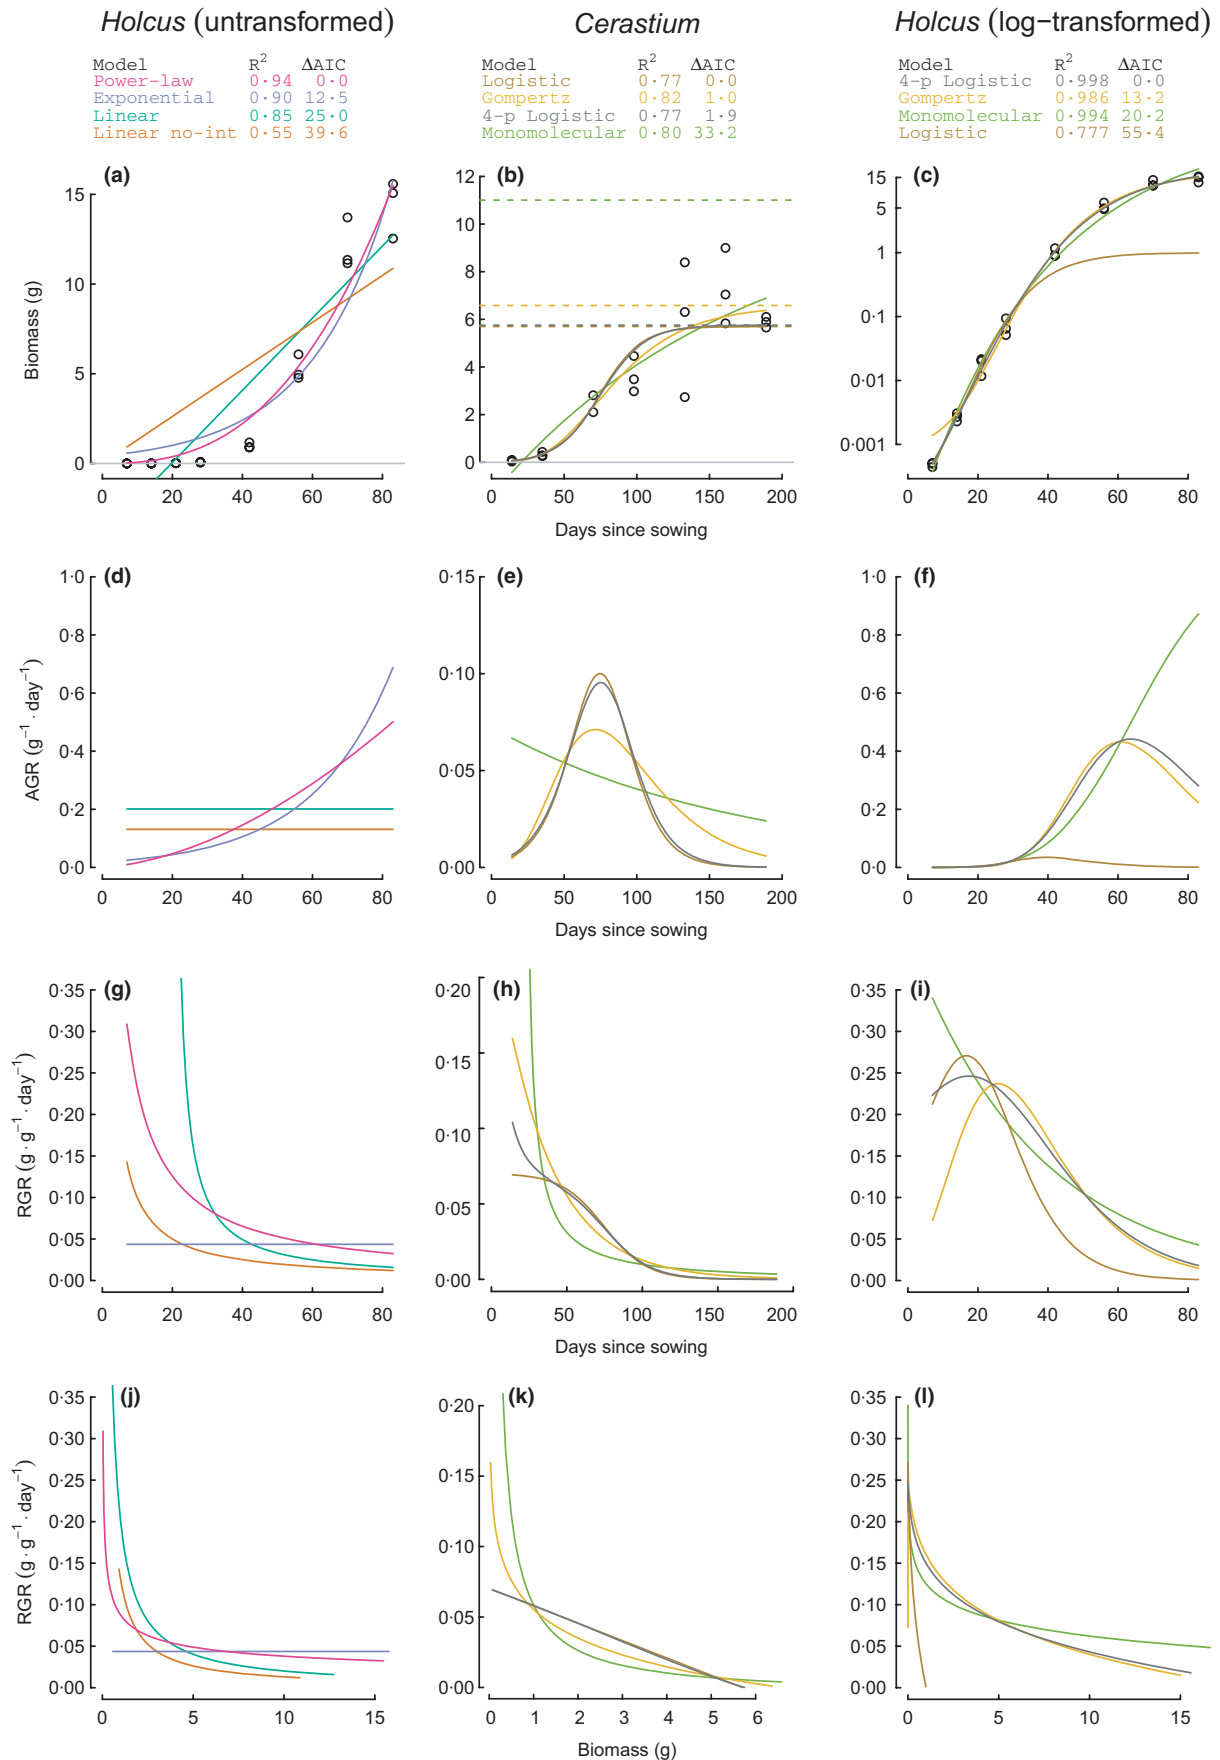 Holcus (untransformed)
Model R2 ΔAIC
Power−law 0·94 0·0
Exponential 0·90 12·5
Linear 0·85 25·0
Linear no−int 0·55 39·6
Cerastium
Model R2 ΔAIC
Logistic 0·77 0·0
Gompertz 0·82 1·0
4−p Logistic 0·77 1·9
Monomolecular 0·80 33·2
Holcus (log−transformed)
Model R2 ΔAIC
4−p Logistic 0·998 0·0
Gompertz 0·986 13·2
Monomolecular 0·994 20·2
Logistic 0·777 55·4
(a)
Biomass (g)
15
10
5
0
0 20 40 60 80
(b)
12
10
8
6
4
2
0
0 50 100 150 200
Days since sowing
(c)
15
5
1
0·1
0·01
0·001
0 20 40 60 80
(d)
AGR (g−1 · day−1)
1·0
0·8
0·6
0·4
0·2
0·0
0 20 40 60 80
(e)
0·15
0·10
0·05
0·00
0 50 100 150 200
Days since sowing
(f)
1·0
0·8
0·6
0·4
0·2
0·0
0 20 40 60 80
(g)
RGR (g · g−1 · day−1)
0·35
0·30
0·25
0·20
0·15
0·10
0·05
0·00
0 20 40 60 80
(h)
0·20
0·15
0·10
0·05
0·00
0 50 100 150 200
Days since sowing
(i)
0·35
0·30
0·25
0·20
0·15
0·10
0·05
0·00
0 20 40 60 80
(j)
RGR (g · g−1 · day−1)
0·35
0·30
0·25
0·20
0·15
0·10
0·05
0·00
0 5 10 15
(k)
0·20
0·15
0·10
0·05
0·00
0 1 2 3 4 5 6
Biomass (g)
(l)
0·35
0·30
0·25
0·20
0·15
0·10
0·05
0·00
0 5 10 15